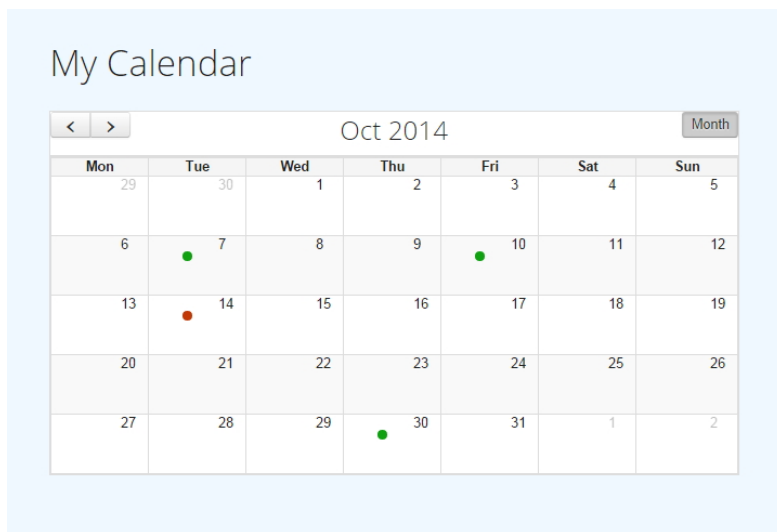 My Calendar
< > Oct 2014 Month
Mon Tue Wed Thu Fri Sat Sun
29 30 1 2 3 4 5
6 7 8 9 10 11 12
13 14 15 16 17 18 19
20 21 22 23 24 25 26
27 28 29 30 31 1 2